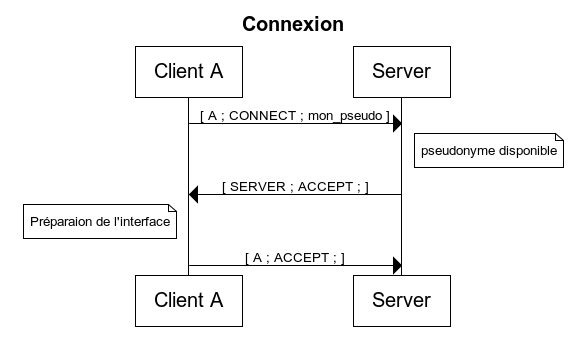 Connexion
Client A
Server
[ A ; CONNECT ; mon_pseudo ]
pseudonyme disponible
[ SERVER ; ACCEPT ; ]
Préparaion de l'interface
[ A ; ACCEPT ; ]
Client A
Server